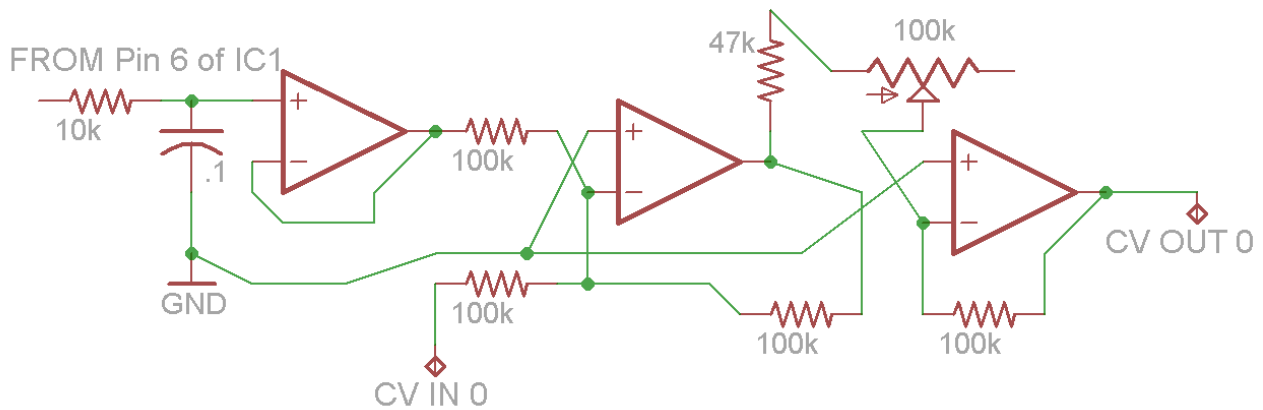 FROM Pin 6 of IC1
10k
.1
GND
+
−
100k
100k
CV IN 0
+
−
47k
100k
100k
+
−
100k
CV OUT 0